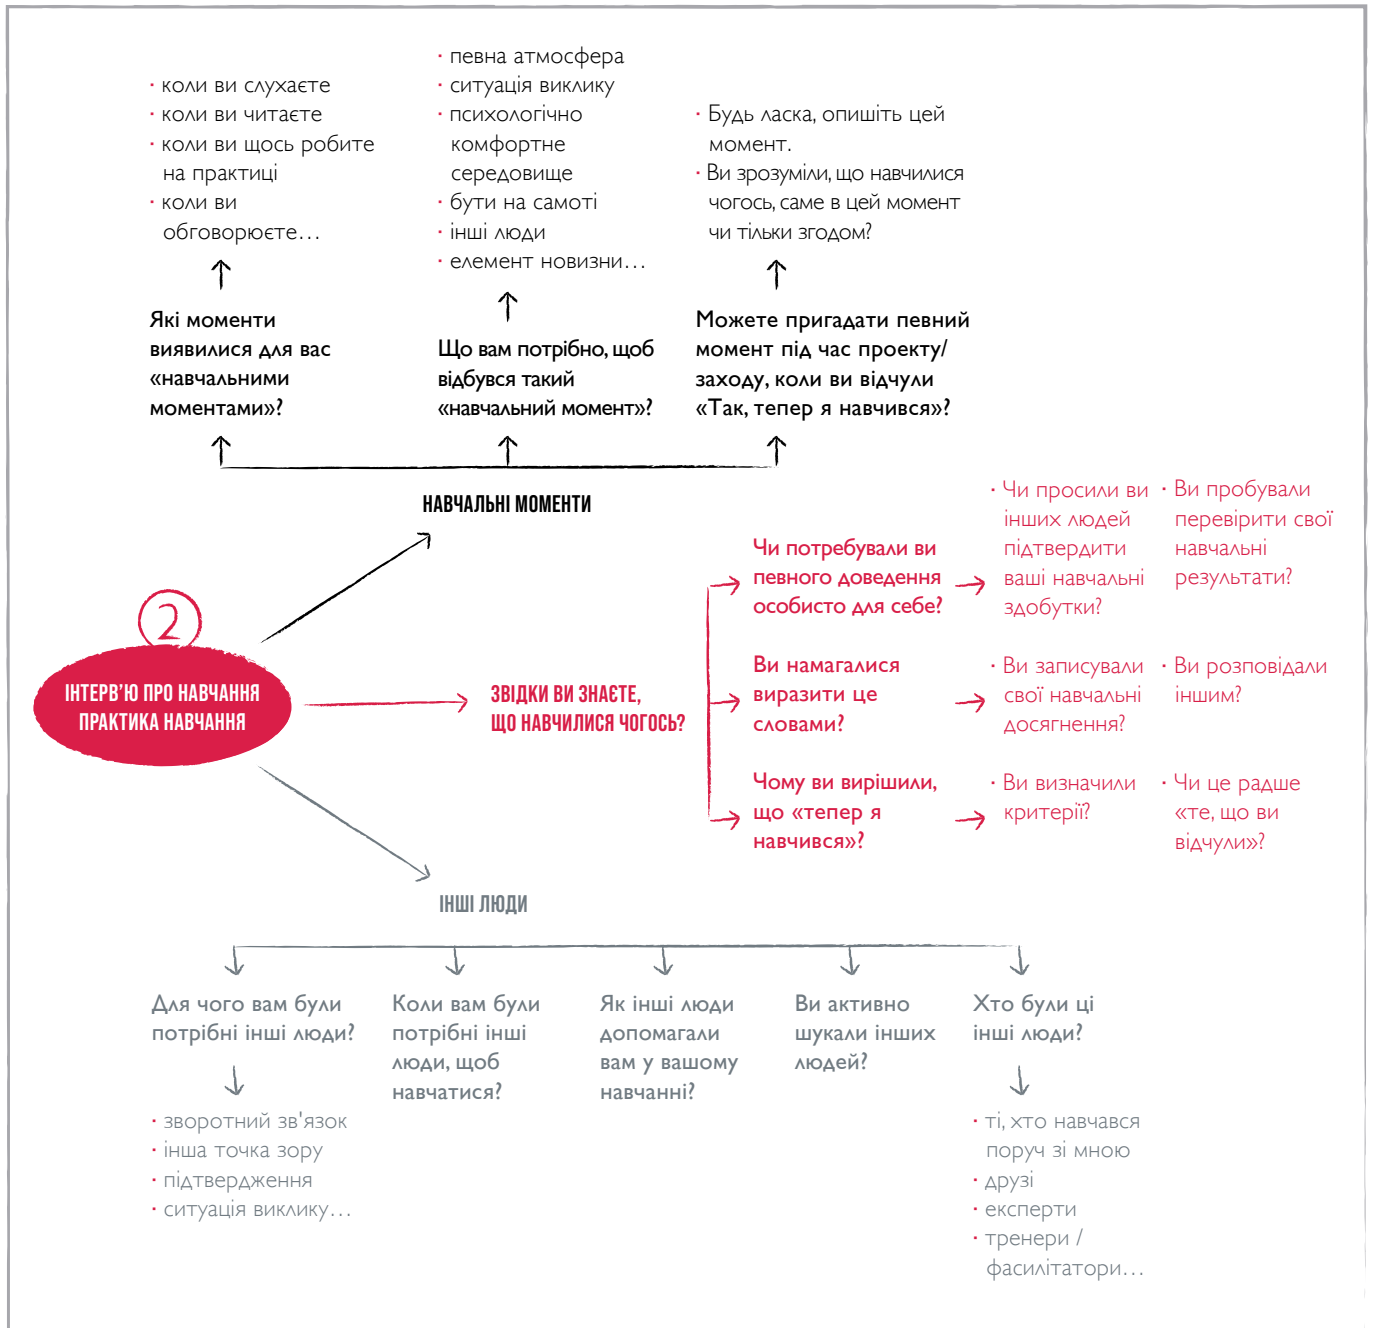 · коли ви слухаєте
· коли ви читаєте
· коли ви щось робите
на практиці
· коли ви
обговорюєте…
· певна атмосфера
· ситуація виклику
· психологічно
комфортне
середовище
· бути на самоті
· інші люди
· елемент новизни…
· Будь ласка, опишіть цей
момент.
· Ви зрозуміли, що навчилися
чогось, саме в цей момент
чи тільки згодом?
Які моменти
виявилися для вас
«навчальними
моментами»?
Що вам потрібно, щоб
відбувся такий
«навчальний момент»?
Можете пригадати певний
момент під час проекту/
заходу, коли ви відчули
«Так, тепер я навчився»?
НАВЧАЛЬНІ МОМЕНТИ
2
ІНТЕРВ'Ю ПРО НАВЧАННЯ
ПРАКТИКА НАВЧАННЯ
ЗВІДКИ ВИ ЗНАЄТЕ,
ЩО НАВЧИЛИСЯ ЧОГОСЬ?
Чи потребували ви
певного доведення
особисто для себе?
· Чи просили ви
інших людей
підтвердити
ваші навчальні
здобутки?
· Ви пробували
перевірити свої
навчальні
результати?
Ви намагалися
виразити це
словами?
· Ви записували
свої навчальні
досягнення?
· Ви розповідали
іншим?
Чому ви вирішили,
що «тепер я
навчився»?
· Ви визначили
критерії?
· Чи це радше
«те, що ви
відчули»?
ІНШІ ЛЮДИ
Для чого вам були
потрібні інші люди?
· зворотний зв'язок
· інша точка зору
· підтвердження
· ситуація виклику…
Коли вам були
потрібні інші
люди, щоб
навчатися?
Як інші люди
допомагали
вам у вашому
навчанні?
Ви активно
шукали інших
людей?
Хто були ці
інші люди?
· ті, хто навчався
поруч зі мною
· друзі
· експерти
· тренери /
фасилітатори…